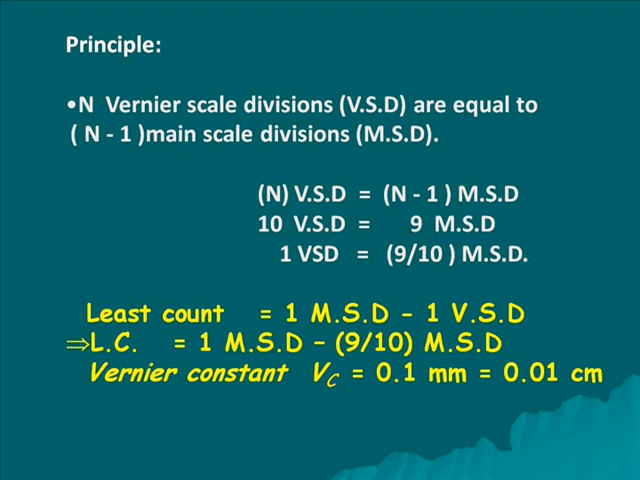 Principle:
•N Vernier scale divisions (V.S.D) are equal to
( N - 1 )main scale divisions (M.S.D).
(N) V.S.D = (N - 1 ) M.S.D
10 V.S.D = 9 M.S.D
1 VSD = (9/10 ) M.S.D.
Least count = 1 M.S.D - 1 V.S.D
⇒L.C. = 1 M.S.D – (9/10) M.S.D
Vernier constant V_C = 0.1 mm = 0.01 cm